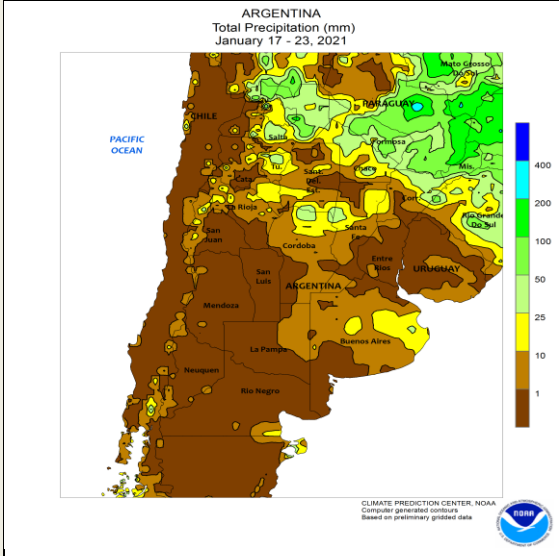 ARGENTINA
Total Precipitation (mm)
January 17 - 23, 2021
Mato Grosso
Do Sul
PARAGUAY
CHILE
PACIFIC
OCEAN
Salta
Formosa
Tu.
Chaco
Mis.
Cata.
Sant.
Del
Est.
Corr.
La Rioja
Rio Grande
Do Sul
San
Juan
Santa
Fe
Cordoba
Entre
Rios
URUGUAY
San
Luis
ARGENTINA
Mendoza
Buenos Aires
La Pampa
Neuquen
Rio Negro
400
200
100
50
25
10
1
CLIMATE PREDICTION CENTER, NOAA
Computer generated contours
Based on preliminary gridded data
NOAA